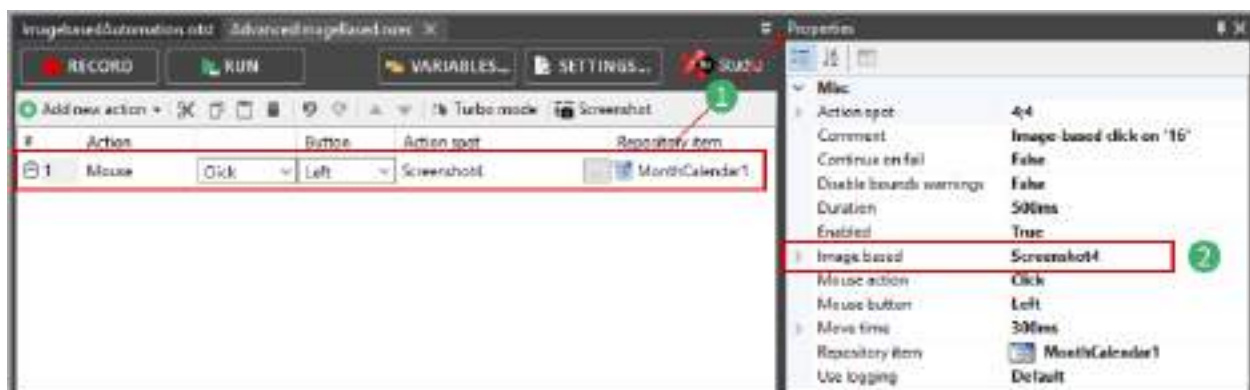 ImagebasedAutomation.rxtst AdvancedImageBased.rxrec X
RECORD RUN VARIABLES... SETTINGS... Studio
Add new action Turbo mode Screenshot
1
# Action Button Action spot Repository item
1 Mouse Click Left Screenshot4 ... MonthCalendar1
Properties
Misc
Action spot 4;4
Comment Image-based click on '16'
Continue on fail False
Disable bounds warnings False
Duration 500ms
Enabled True
Image based Screenshot4
2
Mouse action Click
Mouse button Left
Move time 300ms
Repository item MonthCalendar1
Use logging Default